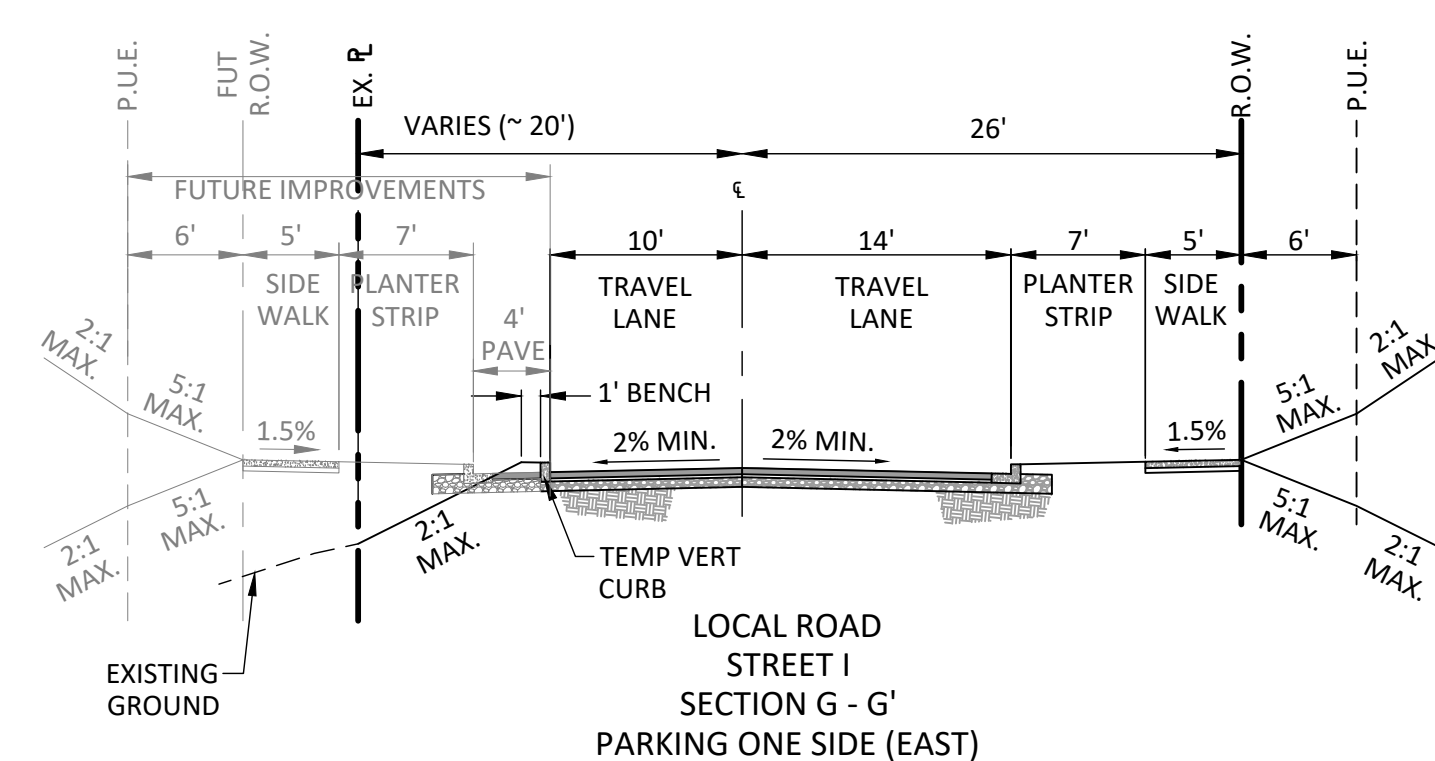 P.U.E.
FUT
R.O.W.
EX. ℙL
R.O.W.
P.U.E.
VARIES (~ 20')
26'
FUTURE IMPROVEMENTS
℄
6'
5'
7'
10'
14'
7'
5'
6'
SIDE
WALK
PLANTER
STRIP
4'
PAVE
TRAVEL
LANE
TRAVEL
LANE
PLANTER
STRIP
SIDE
WALK
1' BENCH
2:1
MAX.
5:1
MAX.
1.5%
2% MIN.
2% MIN.
1.5%
5:1
MAX.
2:1
MAX.
2:1
MAX.
5:1
MAX.
2:1
MAX.
5:1
MAX.
2:1
MAX.
TEMP VERT
CURB
EXISTING
GROUND
LOCAL ROAD
STREET I
SECTION G - G'
PARKING ONE SIDE (EAST)